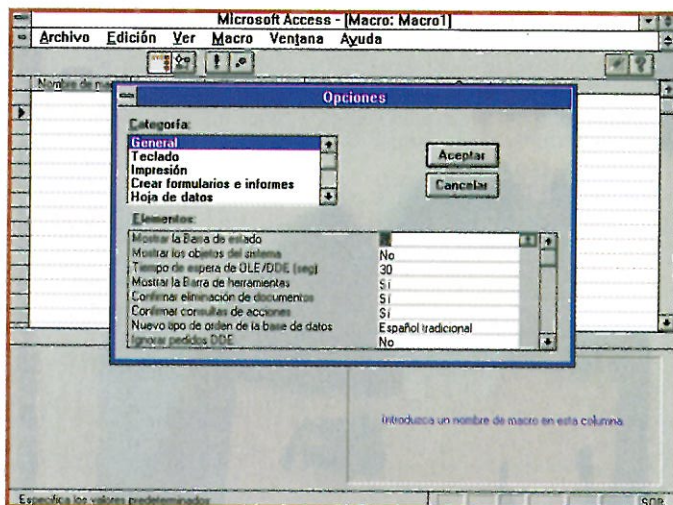 Microsoft Access - [Macro: Macro1]
Archivo Edición Ver Macro Ventana Ayuda
Nombre de
Opciones
Categoría:
General
Teclado
Impresión
Crear formularios e informes
Hoja de datos
Aceptar
Cancelar
Elementos:
Mostrar la Barra de estado
Mostrar los objetos del sistema No
Tiempo de espera de OLE/DDE (seg) 30
Mostrar la Barra de herramientas Sí
Confirmar eliminación de documentos Sí
Confirmar consultas de acciones Sí
Nuevo tipo de orden de la base de datos Español tradicional
Ignorar pedidos DDE No
Introduzca un nombre de macro en esta columna.
Especifica los valores predeterminados